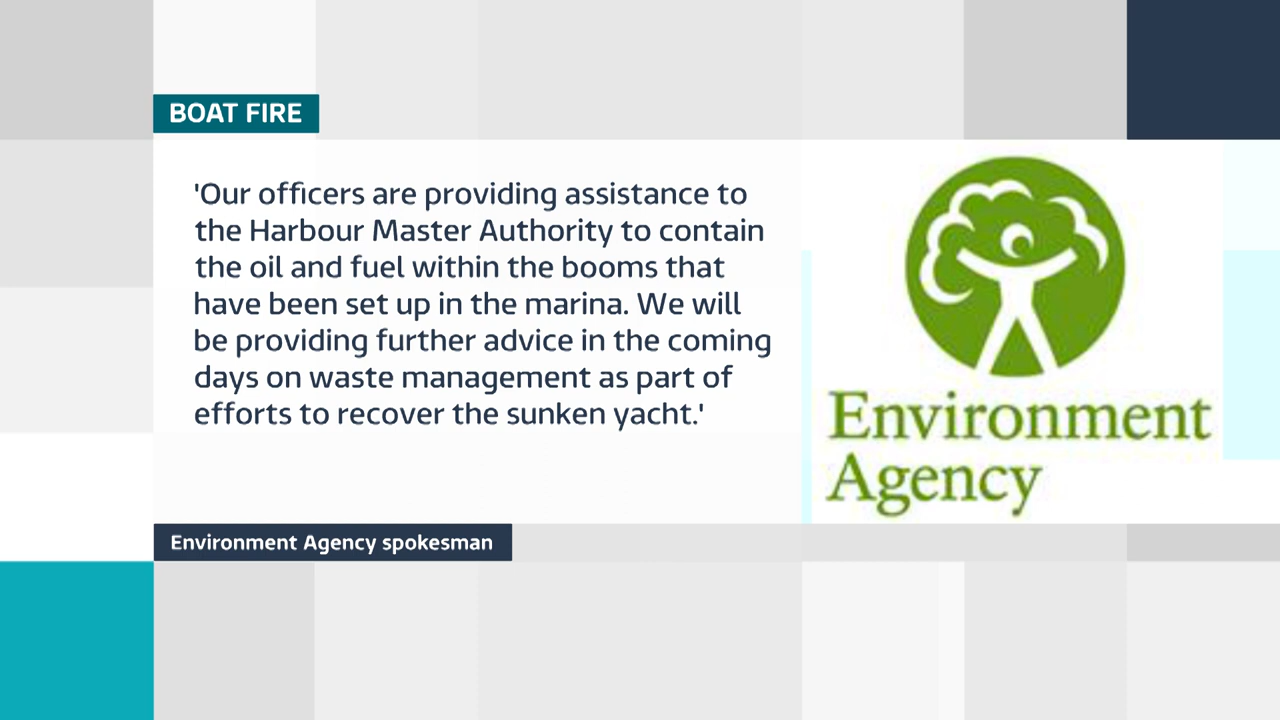 BOAT FIRE
'Our officers are providing assistance to
the Harbour Master Authority to contain
the oil and fuel within the booms that
have been set up in the marina. We will
be providing further advice in the coming
days on waste management as part of
efforts to recover the sunken yacht.'
Environment
Agency
Environment Agency spokesman